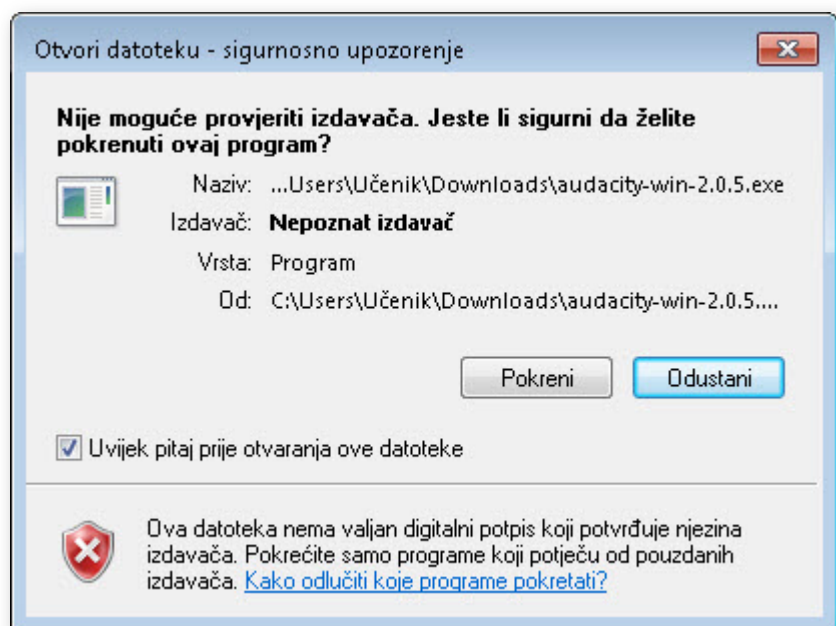 Otvori datoteku - sigurnosno upozorenje
Nije moguće provjeriti izdavača. Jeste li sigurni da želite
pokrenuti ovaj program?
Naziv: ...Users\Učenik\Downloads\audacity-win-2.0.5.exe
Izdavač: Nepoznat izdavač
Vrsta: Program
Od: C:\Users\Učenik\Downloads\audacity-win-2.0.5....
Pokreni Odustani
Uvijek pitaj prije otvaranja ove datoteke
Ova datoteka nema valjan digitalni potpis koji potvrđuje njezina
izdavača. Pokrećite samo programe koji potječu od pouzdanih
izdavača. Kako odlučiti koje programe pokretati?